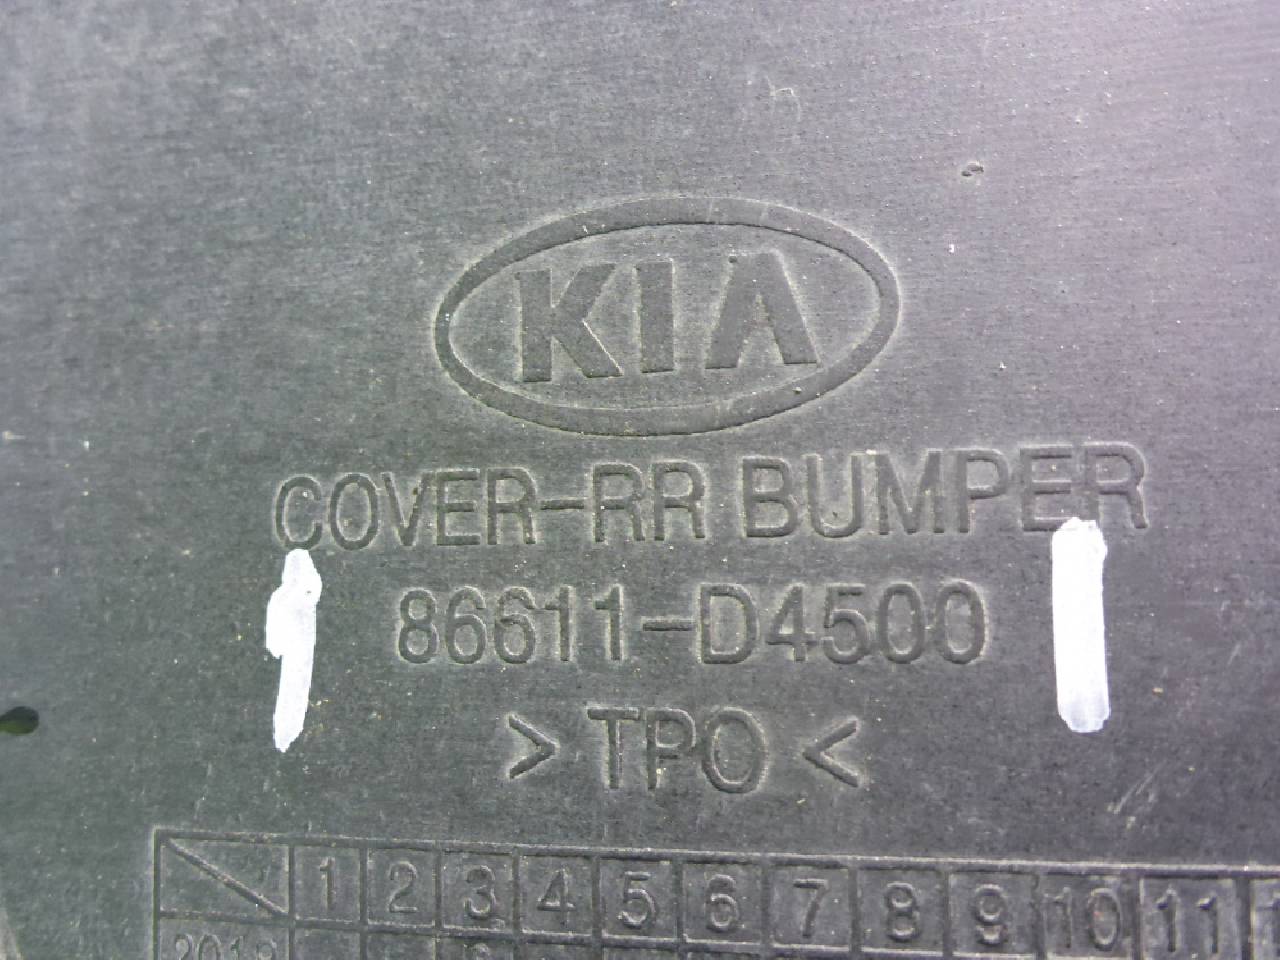 KIA
COVER-RR BUMPER
86611-D4500
> TPO <
1 2 3 4 5 6 7 8 9 10 11